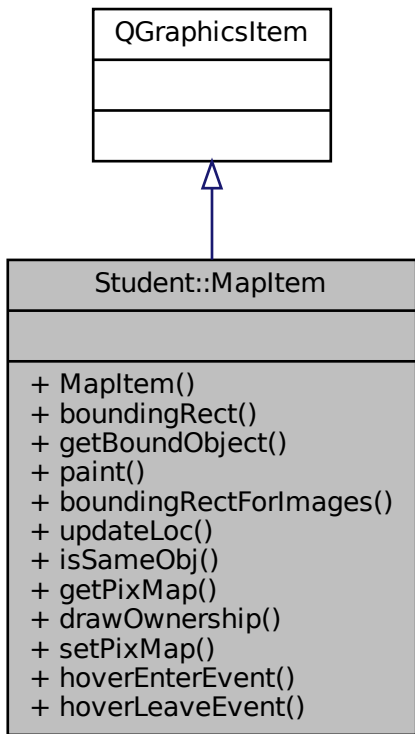 QGraphicsItem
Student::MapItem
+ MapItem()
+ boundingRect()
+ getBoundObject()
+ paint()
+ boundingRectForImages()
+ updateLoc()
+ isSameObj()
+ getPixMap()
+ drawOwnership()
+ setPixMap()
+ hoverEnterEvent()
+ hoverLeaveEvent()